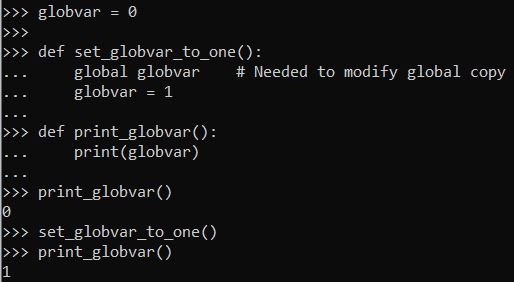 >>> globvar = 0
>>>
>>> def set_globvar_to_one():
...     global globvar    # Needed to modify global copy
...     globvar = 1
...
>>> def print_globvar():
...     print(globvar)
...
>>> print_globvar()
0
>>> set_globvar_to_one()
>>> print_globvar()
1